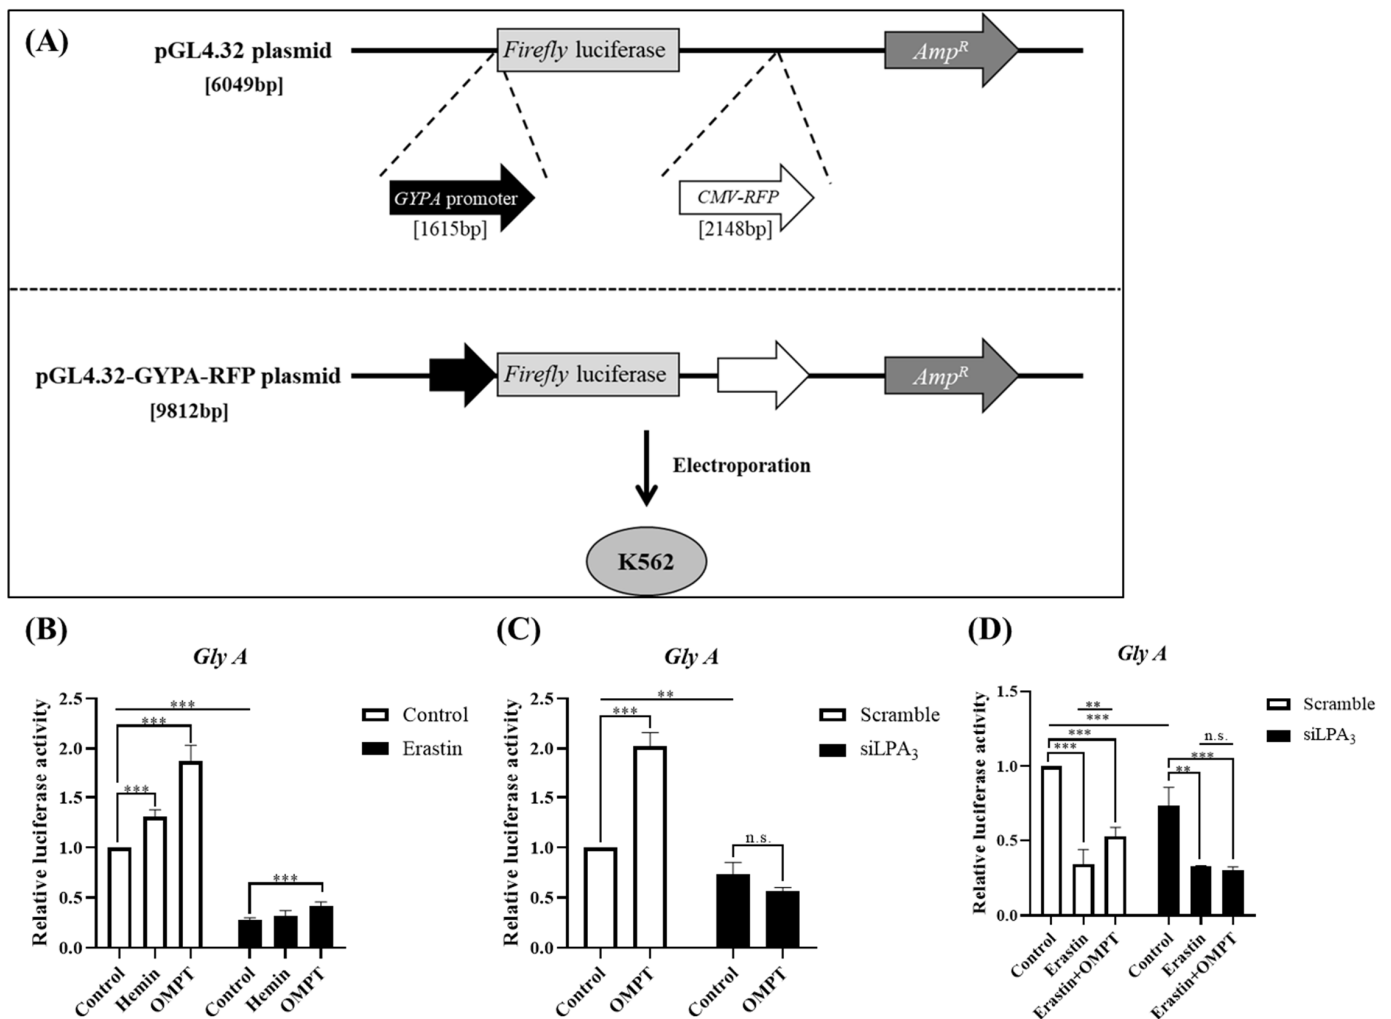 (A)
pGL4.32 plasmid
[6049bp]
Firefly luciferase
Amp^R
GYPA promoter
[1615bp]
CMV-RFP
[2148bp]
pGL4.32-GYPA-RFP plasmid
[9812bp]
Firefly luciferase
Amp^R
Electroporation
K562
(B)
Gly A
Relative luciferase activity
2.5
2.0
1.5
1.0
0.5
0.0
***
***
***
***
Control
Erastin
Control
Hemin
OMPT
Control
Hemin
OMPT
(C)
Gly A
Relative luciferase activity
2.5
2.0
1.5
1.0
0.5
0.0
**
***
n.s.
Scramble
siLPA₃
Control
OMPT
Control
OMPT
(D)
Gly A
Relative luciferase activity
1.5
1.0
0.5
0.0
**
***
***
***
n.s.
***
**
Scramble
siLPA₃
Control
Erastin
Erastin+OMPT
Control
Erastin
Erastin+OMPT